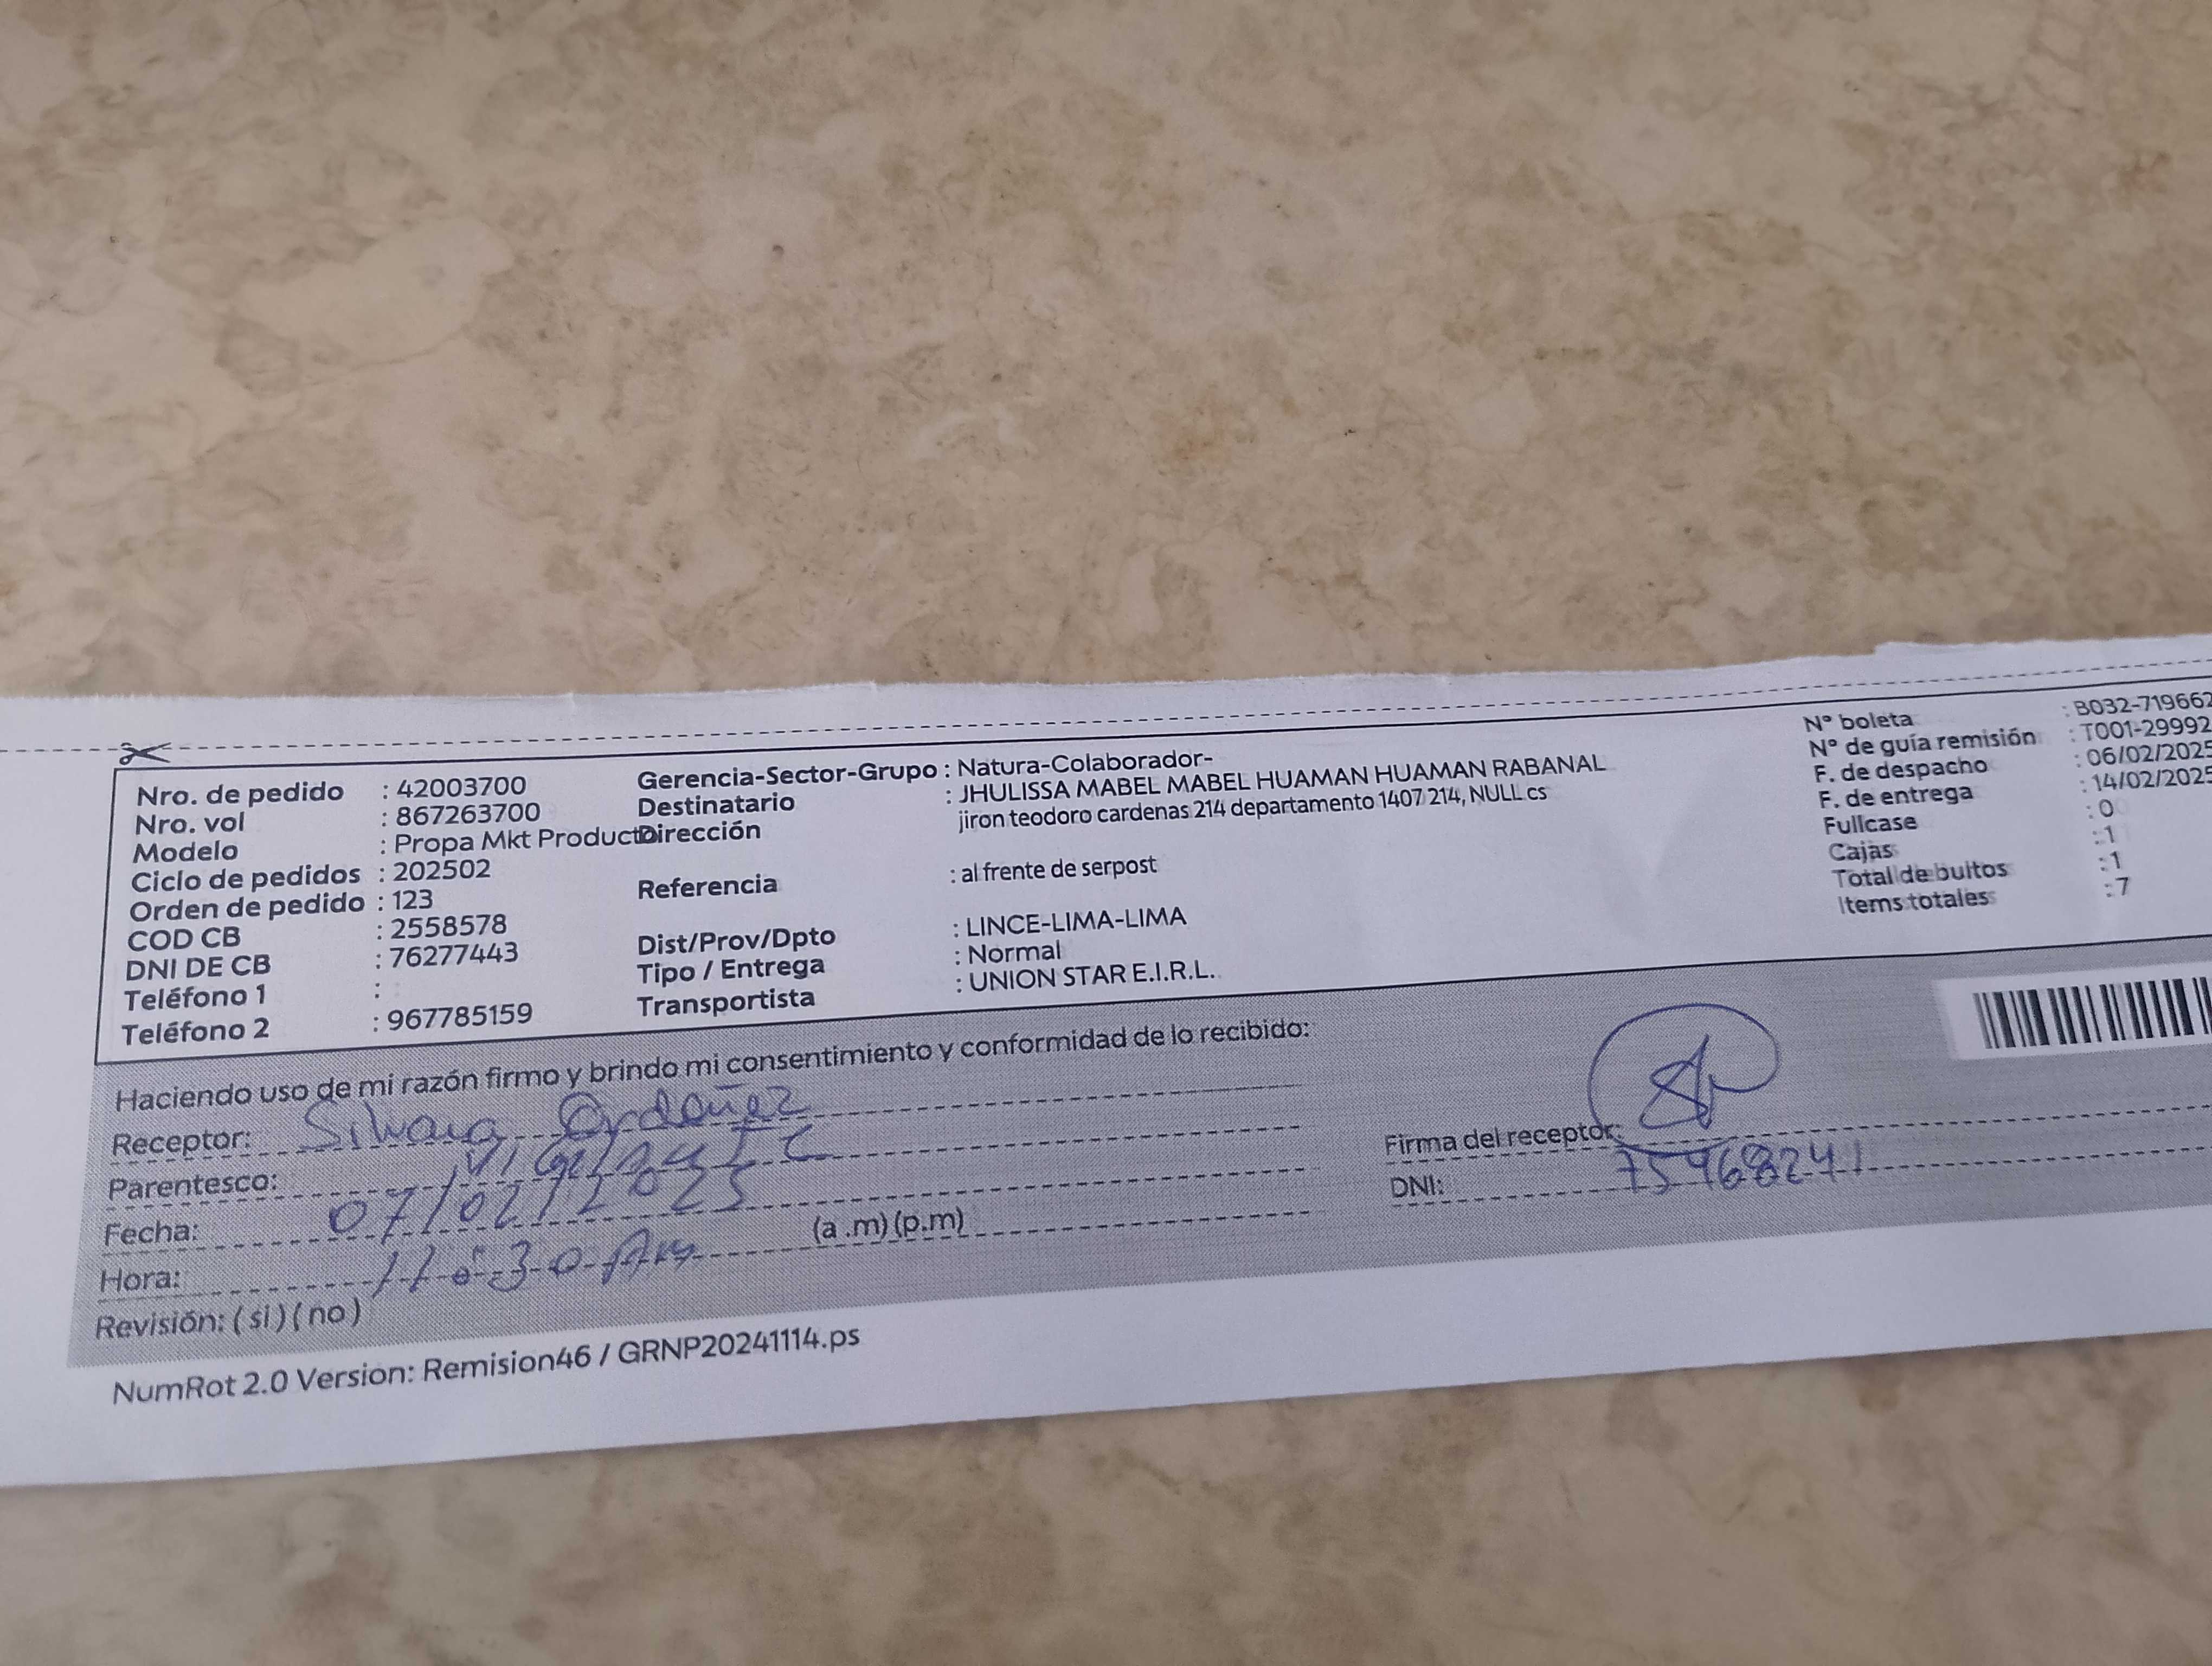 Nro. de pedido : 42003700
Nro. vol : 867263700
Modelo : Propa Mkt Producto
Ciclo de pedidos : 202502
Orden de pedido : 123
COD CB : 2558578
DNI DE CB : 76277443
Teléfono 1 :
Teléfono 2 : 967785159
Gerencia-Sector-Grupo : Natura-Colaborador-
Destinatario : JHULISSA MABEL MABEL HUAMAN HUAMAN RABANAL
Dirección jiron teodoro cardenas 214 departamento 1407 214, NULL cs
Referencia : al frente de serpost
Dist/Prov/Dpto : LINCE-LIMA-LIMA
Tipo / Entrega : Normal
Transportista : UNION STAR E.I.R.L.
N° boleta : B032-719662
N° de guía remisión : T001-29992
F. de despacho : 06/02/2025
F. de entrega : 14/02/2025
Fullcase : 0
Cajas : 1
Total de bultos : 1
Items totales : 7
Haciendo uso de mi razón firmo y brindo mi consentimiento y conformidad de lo recibido:
Receptor: Silvana Ordoñez
Parentesco: Vigilante
Fecha: 07/02/2025
Hora: 11:30 Am (a .m) (p.m)
Revisión: ( si ) ( no )
Firma del receptor:
DNI: 75468241
NumRot 2.0 Version: Remision46 / GRNP20241114.ps